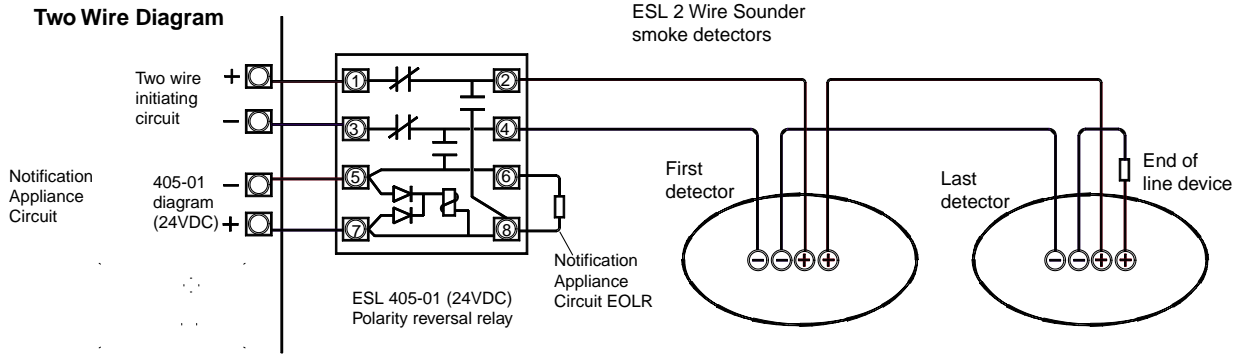 Two Wire Diagram
ESL 2 Wire Sounder
smoke detectors
Two wire
initiating
circuit
+
−
Notification
Appliance
Circuit
405-01
diagram
(24VDC)
−
+
1
2
3
4
5
6
7
8
ESL 405-01 (24VDC)
Polarity reversal relay
Notification
Appliance
Circuit EOLR
First
detector
− − + +
Last
detector
− − + +
End of
line device